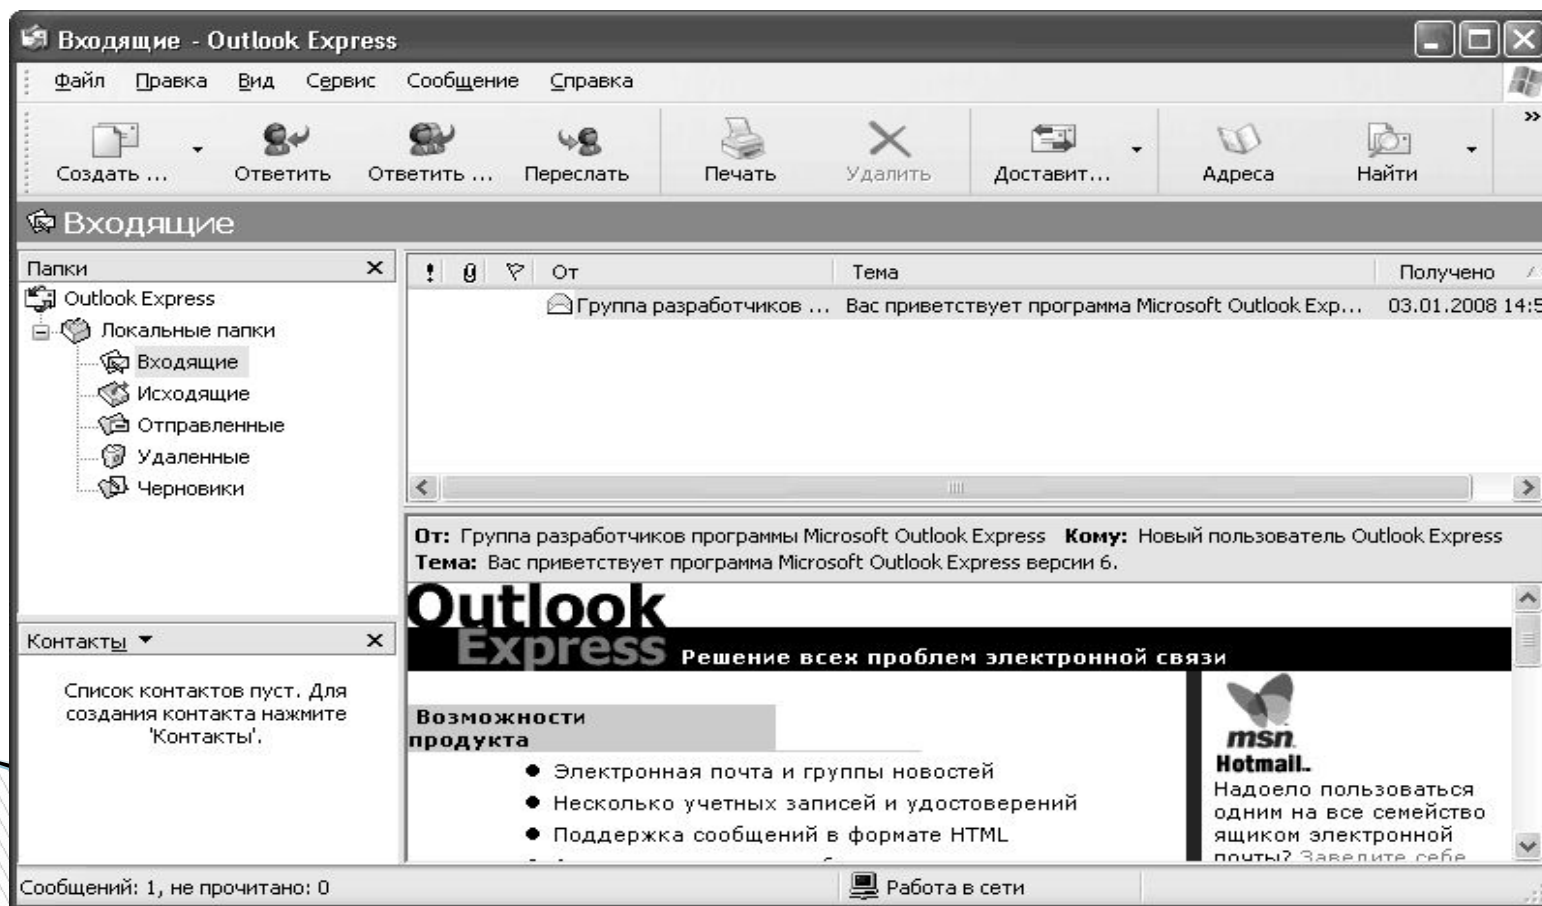 Входящие - Outlook Express
Файл Правка Вид Сервис Сообщение Справка
Создать ... Ответить Ответить ... Переслать Печать Удалить Доставит... Адреса Найти
Входящие
Папки
Outlook Express
Локальные папки
Входящие
Исходящие
Отправленные
Удаленные
Черновики
Контакты
Список контактов пуст. Для
создания контакта нажмите
'Контакты'.
От Тема Получено
Группа разработчиков ... Вас приветствует программа Microsoft Outlook Exp... 03.01.2008 14:5
От: Группа разработчиков программы Microsoft Outlook Express Кому: Новый пользователь Outlook Express
Тема: Вас приветствует программа Microsoft Outlook Express версии 6.
Outlook
Express Решение всех проблем электронной связи
Возможности
продукта
Электронная почта и группы новостей
Несколько учетных записей и удостоверений
Поддержка сообщений в формате HTML
msn
Hotmail
Надоело пользоваться
одним на все семейство
ящиком электронной
почты? Заведите себе
Сообщений: 1, не прочитано: 0 Работа в сети